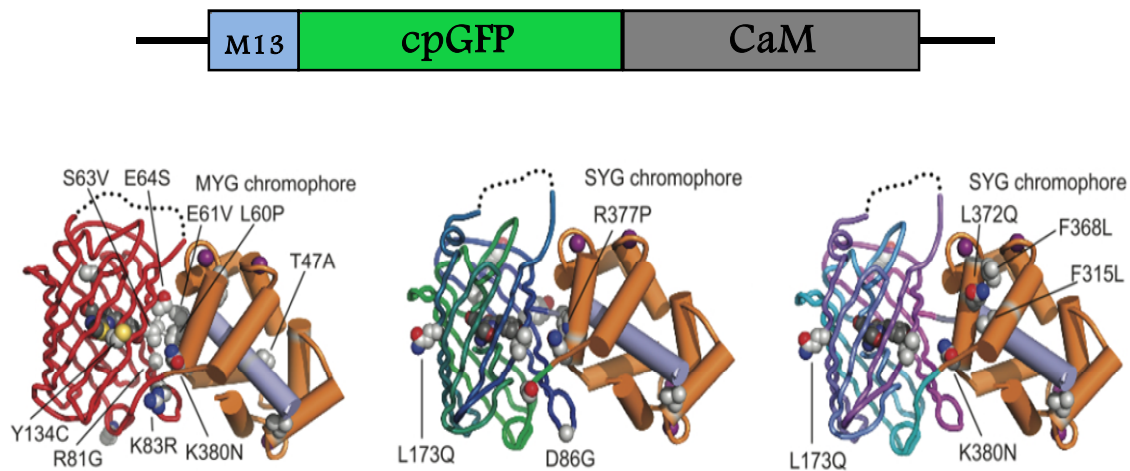 M13 cpGFP CaM
S63V E64S
MYG chromophore
E61V L60P
T47A
Y134C
R81G
K83R
K380N
SYG chromophore
R377P
L173Q
D86G
SYG chromophore
L372Q
F368L
F315L
L173Q
K380N